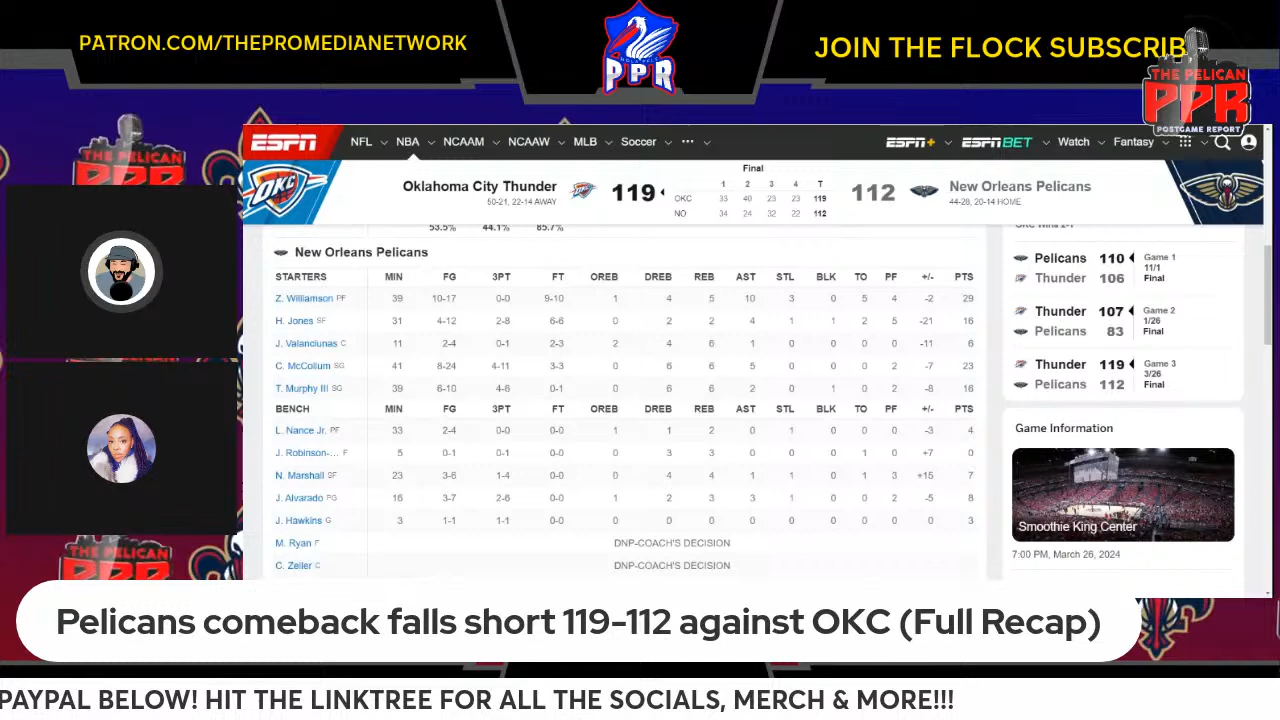 PATRON.COM/THEPROMEDIANETWORK
PPR
JOIN THE FLOCK SUBSCRIB
THE PELICAN
PPR
POSTGAME REPORT
THE PELICAN
PPR
ESPN NFL NBA NCAAM NCAAW MLB Soccer ••• ESPN+ ESPN BET Watch Fantasy
OKC
Oklahoma City Thunder
50-21, 22-14 AWAY
119
Final
1 2 3 4 T
OKC 33 40 23 23 119
NO 34 24 32 22 112
112
New Orleans Pelicans
44-28, 20-14 HOME
53.5% 44.1% 85.7%
New Orleans Pelicans
STARTERS MIN FG 3PT FT OREB DREB REB AST STL BLK TO PF +/- PTS
Z. Williamson PF 39 10-17 0-0 9-10 1 4 5 10 3 0 5 4 -2 29
H. Jones SF 31 4-12 2-8 6-6 0 2 2 4 1 1 2 5 -21 16
J. Valanciunas C 11 2-4 0-1 2-3 2 4 6 1 0 0 0 0 -11 6
C. McCollum SG 41 8-24 4-11 3-3 0 6 6 5 0 0 2 2 -7 23
T. Murphy III SG 39 6-10 4-6 0-1 0 6 6 2 0 1 0 2 -8 16
BENCH MIN FG 3PT FT OREB DREB REB AST STL BLK TO PF +/- PTS
L. Nance Jr. PF 33 2-4 0-0 0-0 1 1 2 0 1 0 0 0 -3 4
J. Robinson-... F 5 0-1 0-1 0-0 0 3 3 0 0 0 1 0 +7 0
N. Marshall SF 23 3-6 1-4 0-0 0 4 4 1 1 0 1 3 +15 7
J. Alvarado PG 16 3-7 2-6 0-0 1 2 3 3 1 0 0 2 -5 8
J. Hawkins G 3 1-1 1-1 0-0 0 0 0 0 0 0 0 0 0 3
M. Ryan F DNP-COACH'S DECISION
C. Zeller C DNP-COACH'S DECISION
Pelicans 110 Game 1
Thunder 106 11/1
Final
Thunder 107 Game 2
Pelicans 83 1/26
Final
Thunder 119 Game 3
Pelicans 112 3/26
Final
Game Information
Smoothie King Center
7:00 PM, March 26, 2024
THE PELICAN
PPR
Pelicans comeback falls short 119-112 against OKC (Full Recap)
PAYPAL BELOW! HIT THE LINKTREE FOR ALL THE SOCIALS, MERCH & MORE!!!